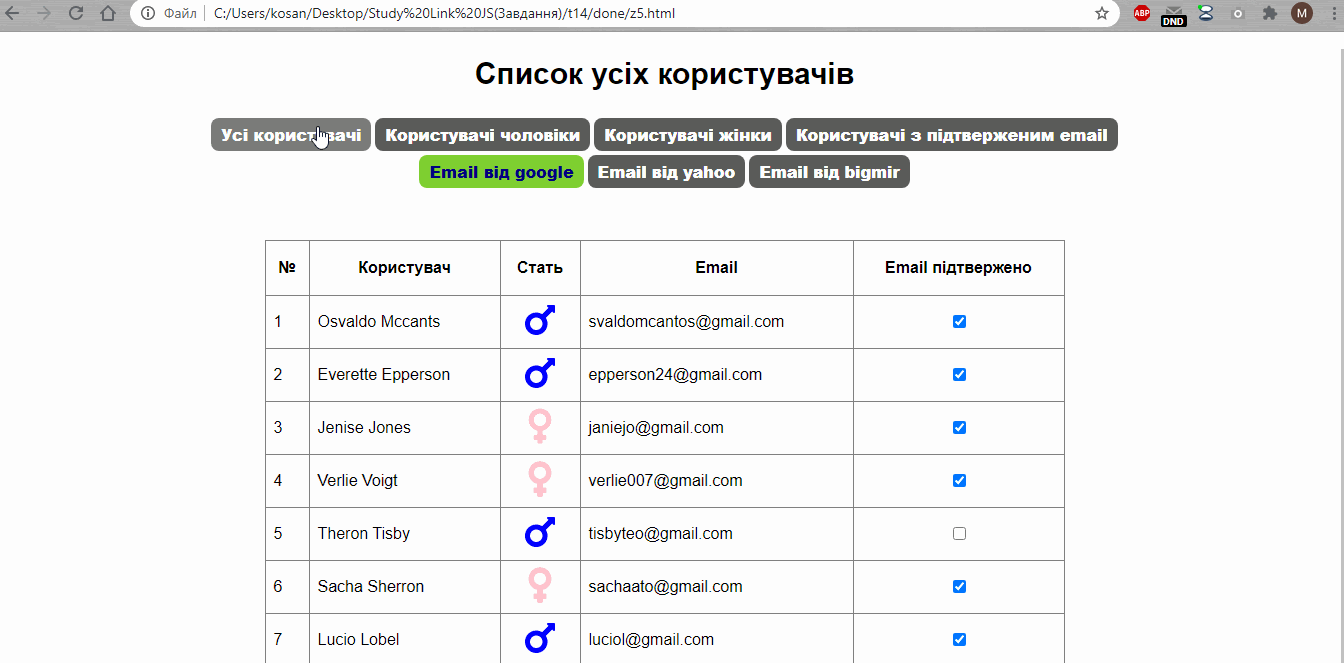 Файл C:/Users/kosan/Desktop/Study%20Link%20JS(Завдання)/t14/done/z5.html ABP DND M
Список усіх користувачів
Усі користувачі Користувачі чоловіки Користувачі жінки Користувачі з підтверженим email
Email від google Email від yahoo Email від bigmir
№ Користувач Стать Email Email підтвержено
1 Osvaldo Mccants svaldomcantos@gmail.com
2 Everette Epperson epperson24@gmail.com
3 Jenise Jones janiejo@gmail.com
4 Verlie Voigt verlie007@gmail.com
5 Theron Tisby tisbyteo@gmail.com
6 Sacha Sherron sachaato@gmail.com
7 Lucio Lobel luciol@gmail.com